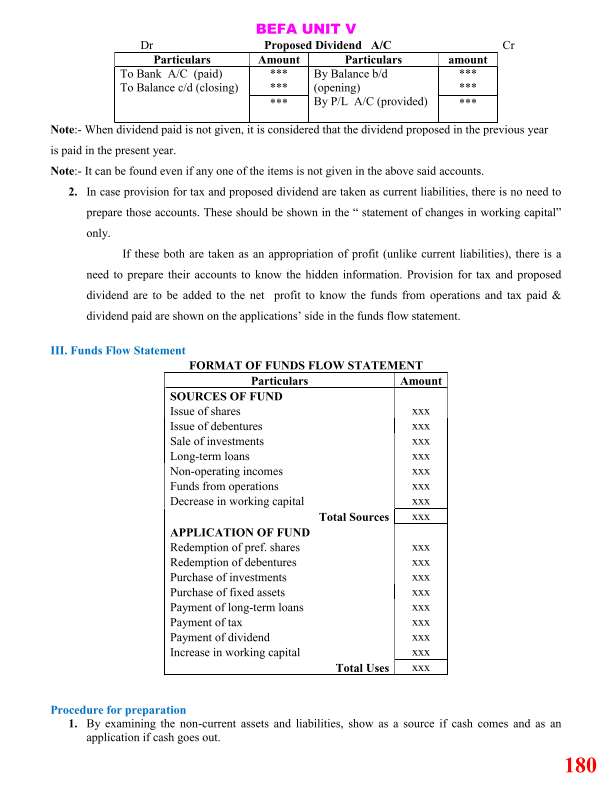 BEFA UNIT V
Dr Proposed Dividend A/C Cr
Particulars Amount Particulars amount
To Bank A/C (paid) *** By Balance b/d ***
To Balance c/d (closing) *** (opening) ***
*** By P/L A/C (provided) ***
Note:- When dividend paid is not given, it is considered that the dividend proposed in the previous year
is paid in the present year.
Note:- It can be found even if any one of the items is not given in the above said accounts.
2. In case provision for tax and proposed dividend are taken as current liabilities, there is no need to
prepare those accounts. These should be shown in the “ statement of changes in working capital”
only.
If these both are taken as an appropriation of profit (unlike current liabilities), there is a
need to prepare their accounts to know the hidden information. Provision for tax and proposed
dividend are to be added to the net profit to know the funds from operations and tax paid &
dividend paid are shown on the applications’ side in the funds flow statement.
III. Funds Flow Statement
FORMAT OF FUNDS FLOW STATEMENT
Particulars Amount
SOURCES OF FUND
Issue of shares xxx
Issue of debentures xxx
Sale of investments xxx
Long-term loans xxx
Non-operating incomes xxx
Funds from operations xxx
Decrease in working capital xxx
Total Sources xxx
APPLICATION OF FUND
Redemption of pref. shares xxx
Redemption of debentures xxx
Purchase of investments xxx
Purchase of fixed assets xxx
Payment of long-term loans xxx
Payment of tax xxx
Payment of dividend xxx
Increase in working capital xxx
Total Uses xxx
Procedure for preparation
1. By examining the non-current assets and liabilities, show as a source if cash comes and as an
application if cash goes out.
180